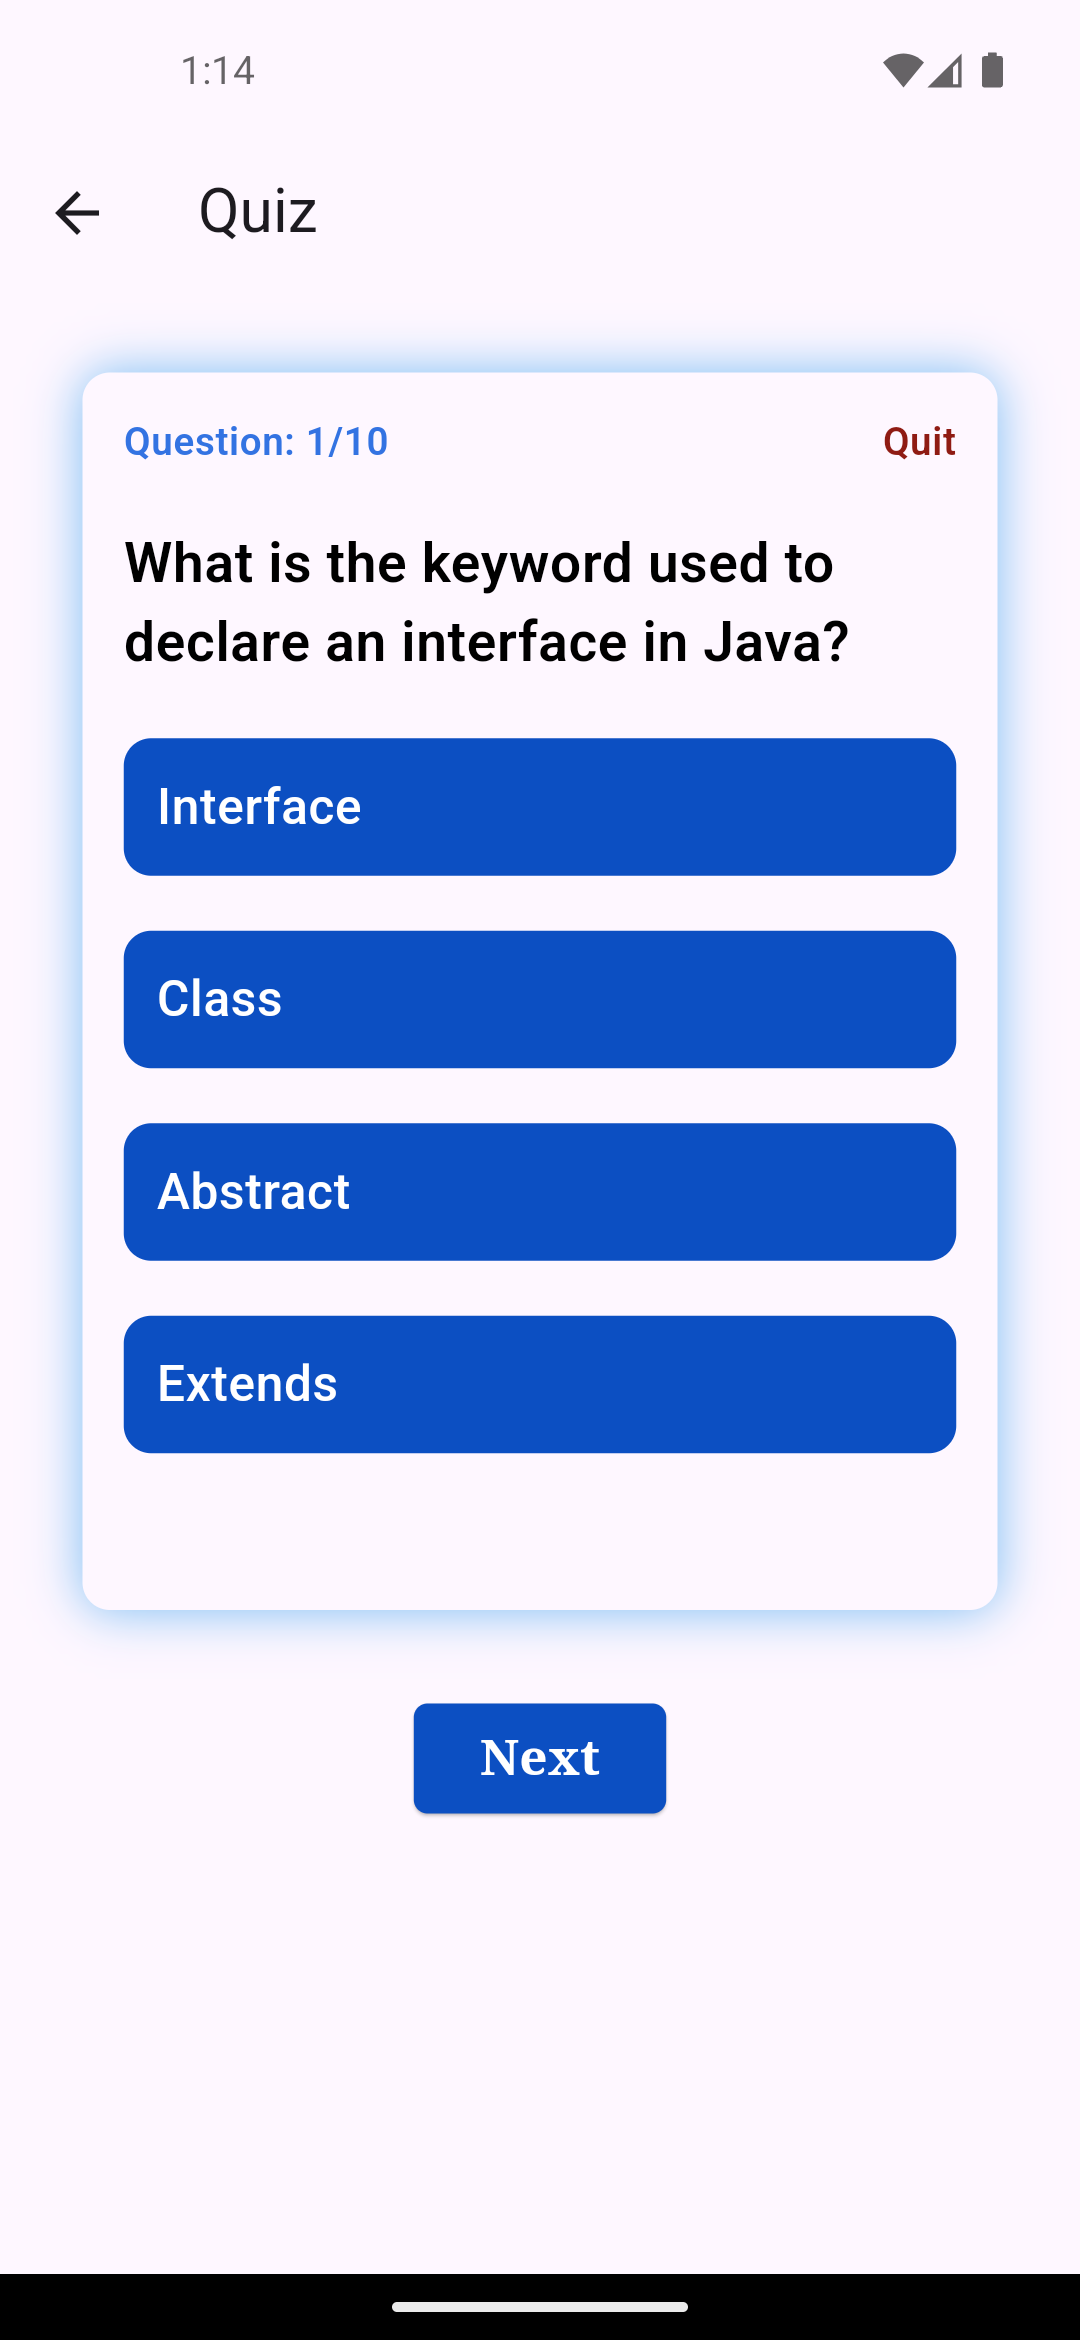 1:14
Quiz
Question: 1/10
Quit
What is the keyword used to
declare an interface in Java?
Interface
Class
Abstract
Extends
Next